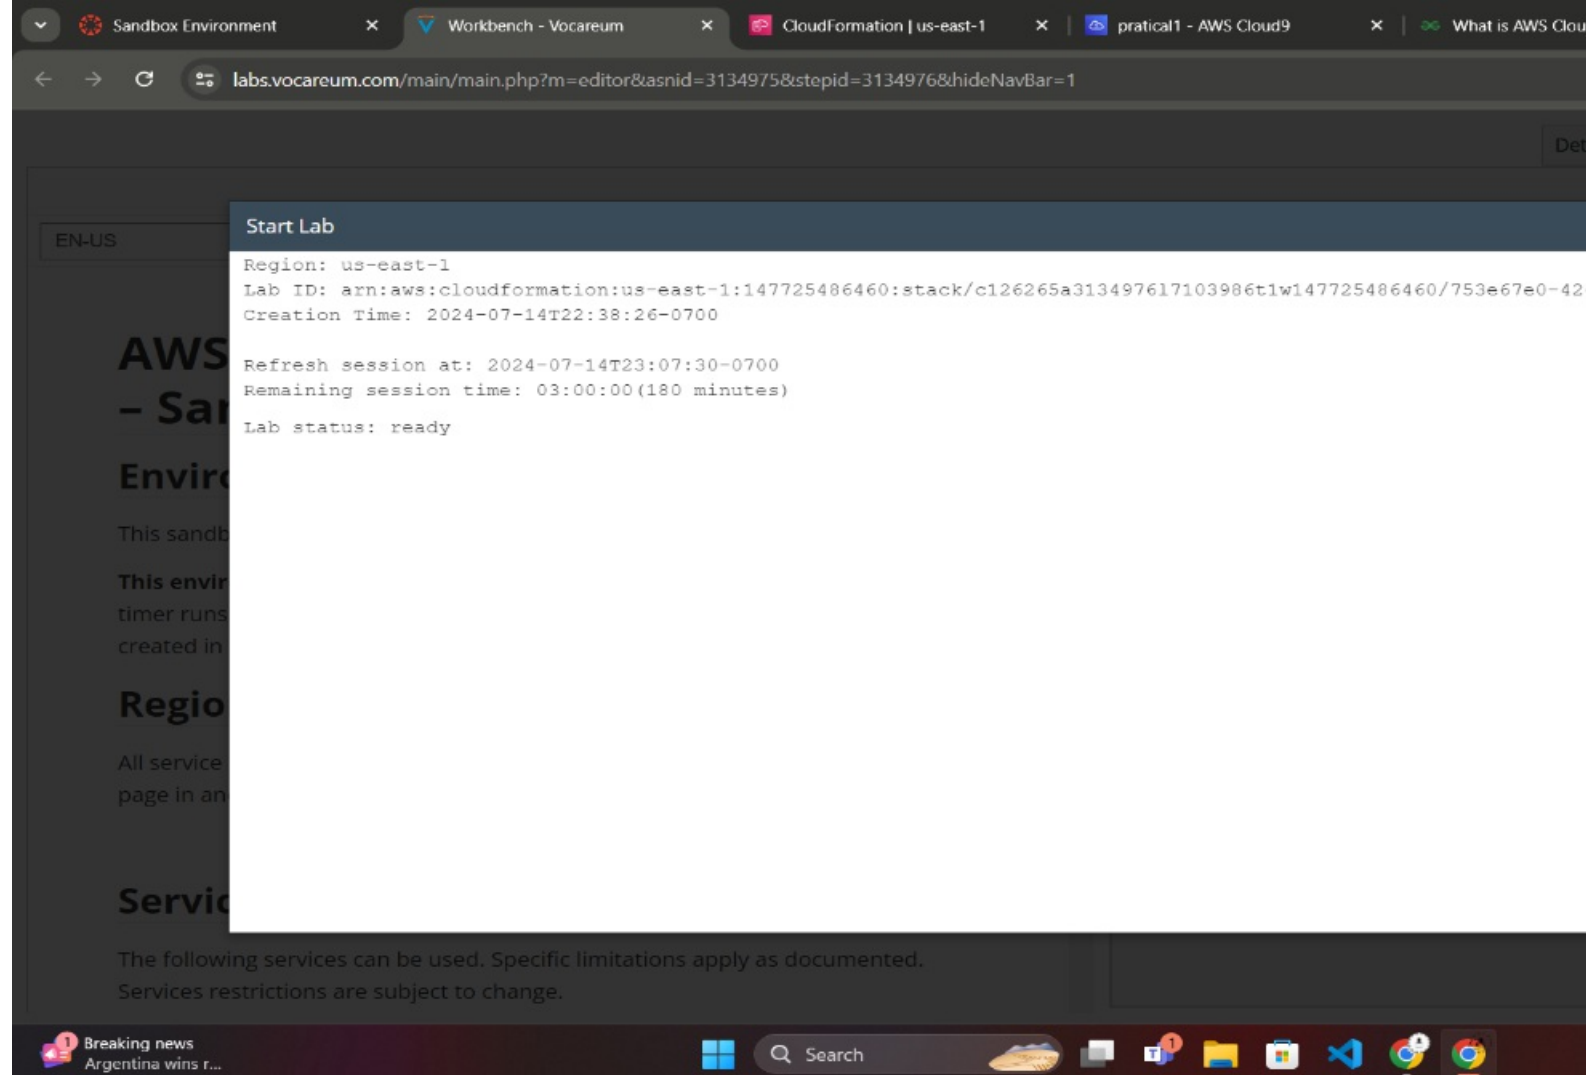 Sandbox Environment
Workbench - Vocareum
CloudFormation | us-east-1
pratical1 - AWS Cloud9
What is AWS Clou
labs.vocareum.com/main/main.php?m=editor&asnid=3134975&stepid=3134976&hideNavBar=1
Det
EN-US
Start Lab
Region: us-east-1
Lab ID: arn:aws:cloudformation:us-east-1:147725486460:stack/c126265a3134976l7103986t1w147725486460/753e67e0-42
Creation Time: 2024-07-14T22:38:26-0700
Refresh session at: 2024-07-14T23:07:30-0700
Remaining session time: 03:00:00(180 minutes)
Lab status: ready
AWS
– Sa
Enviro
This sandb
This envir
timer runs
created in
Regio
All service
page in an
Servic
The following services can be used. Specific limitations apply as documented.
Services restrictions are subject to change.
1
Breaking news
Argentina wins r...
Search
1